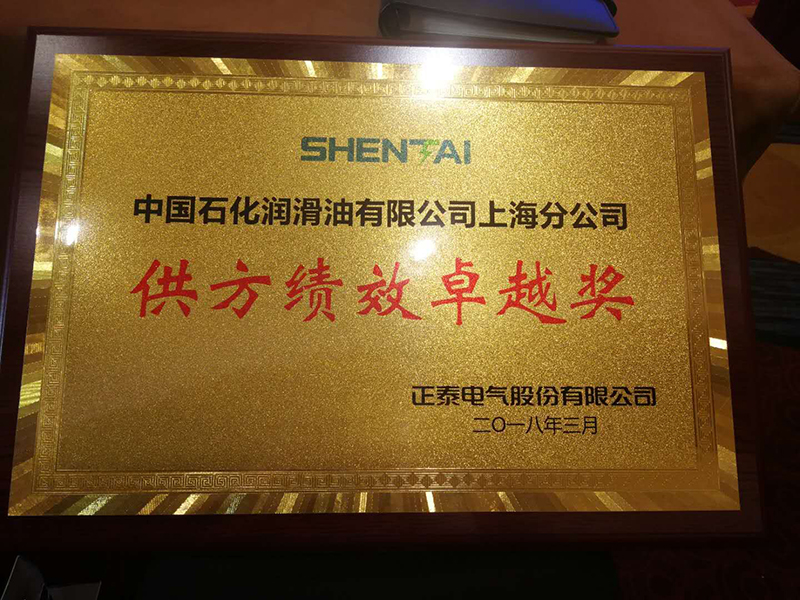 SHENTAI
中国石化润滑油有限公司上海分公司
供方绩效卓越奖
正泰电气股份有限公司
二〇一八年三月